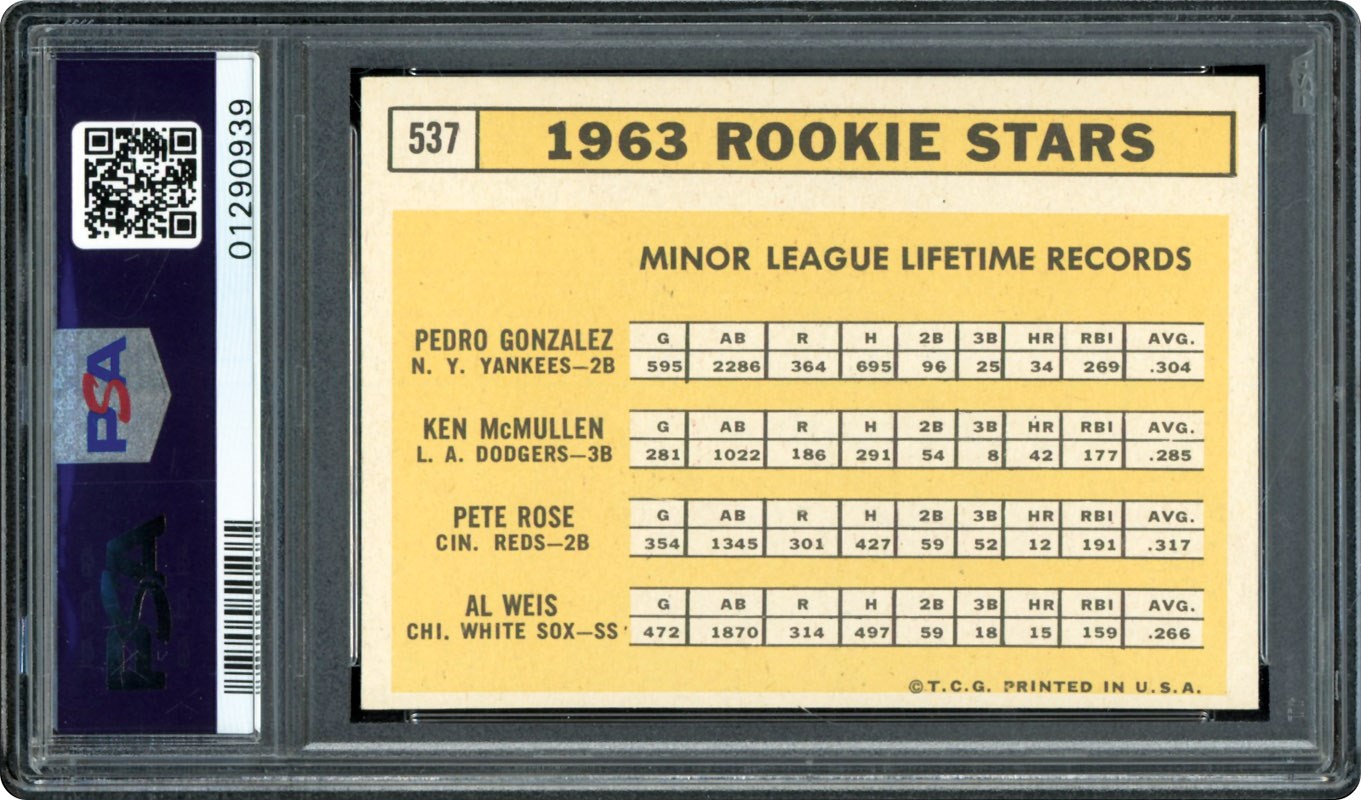 537 1963 ROOKIE STARS
MINOR LEAGUE LIFETIME RECORDS
PEDRO GONZALEZ G AB R H 2B 3B HR RBI AVG.
N. Y. YANKEES—2B 595 2286 364 695 96 25 34 269 .304
KEN McMULLEN G AB R H 2B 3B HR RBI AVG.
L. A. DODGERS—3B 281 1022 186 291 54 8 42 177 .285
PETE ROSE G AB R H 2B 3B HR RBI AVG.
CIN. REDS—2B 354 1345 301 427 59 52 12 191 .317
AL WEIS G AB R H 2B 3B HR RBI AVG.
CHI. WHITE SOX—SS 472 1870 314 497 59 18 15 159 .266
©T.C.G. PRINTED IN U.S.A.
01290939
PSA
PSA
PSA